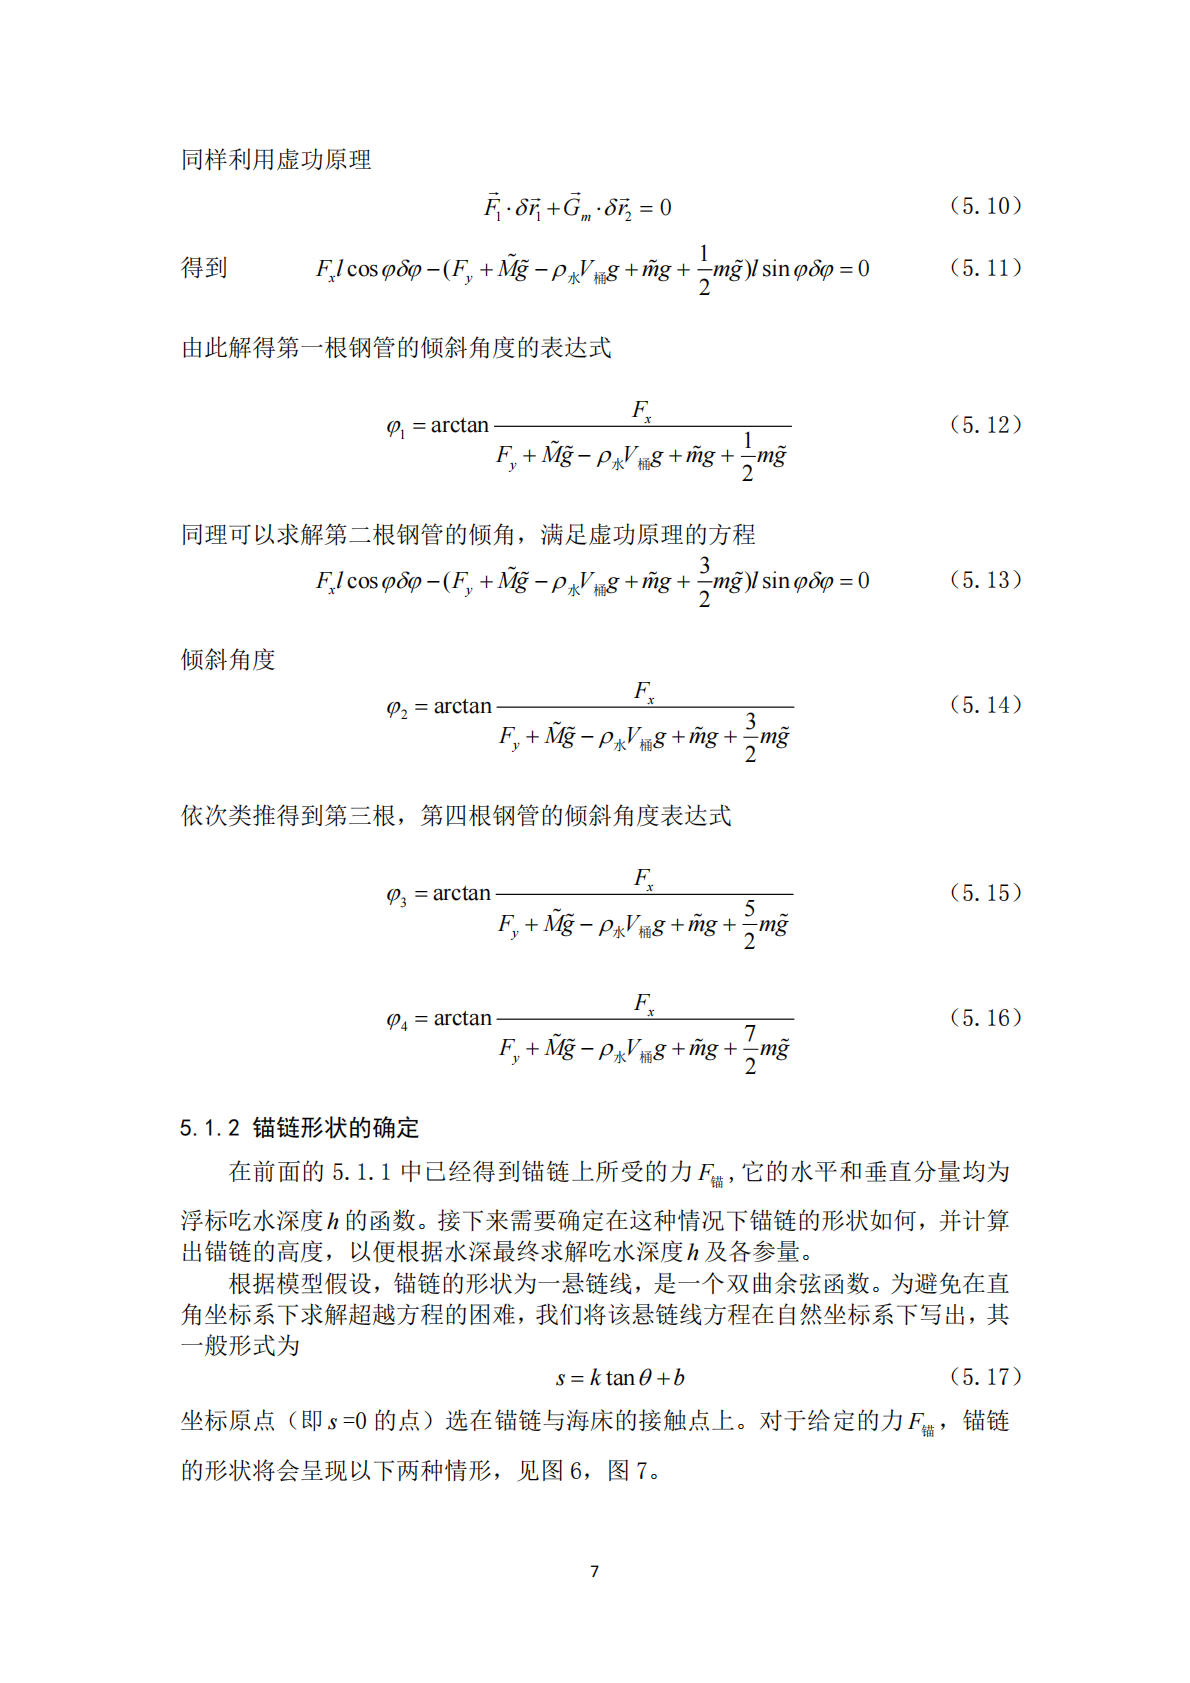 同样利用虚功原理
$\vec{F}_1 \cdot \delta \vec{r}_1 + \vec{G}_m \cdot \delta \vec{r}_2 = 0$ （5.10）
得到 $F_x l \cos\varphi\delta\varphi - (F_y + \tilde{M}\tilde{g} - \rho_{水} V_{桶} g + \tilde{m}g + \frac{1}{2} m\tilde{g}) l \sin\varphi\delta\varphi = 0$ （5.11）
由此解得第一根钢管的倾斜角度的表达式
$\varphi_1 = \arctan \frac{F_x}{F_y + \tilde{M}\tilde{g} - \rho_{水} V_{桶} g + \tilde{m}g + \frac{1}{2} m\tilde{g}}$ （5.12）
同理可以求解第二根钢管的倾角，满足虚功原理的方程
$F_x l \cos\varphi\delta\varphi - (F_y + \tilde{M}\tilde{g} - \rho_{水} V_{桶} g + \tilde{m}g + \frac{3}{2} m\tilde{g}) l \sin\varphi\delta\varphi = 0$ （5.13）
倾斜角度
$\varphi_2 = \arctan \frac{F_x}{F_y + \tilde{M}\tilde{g} - \rho_{水} V_{桶} g + \tilde{m}g + \frac{3}{2} m\tilde{g}}$ （5.14）
依次类推得到第三根，第四根钢管的倾斜角度表达式
$\varphi_3 = \arctan \frac{F_x}{F_y + \tilde{M}\tilde{g} - \rho_{水} V_{桶} g + \tilde{m}g + \frac{5}{2} m\tilde{g}}$ （5.15）
$\varphi_4 = \arctan \frac{F_x}{F_y + \tilde{M}\tilde{g} - \rho_{水} V_{桶} g + \tilde{m}g + \frac{7}{2} m\tilde{g}}$ （5.16）
5.1.2 锚链形状的确定
在前面的 5.1.1 中已经得到锚链上所受的力 $F_{锚}$,它的水平和垂直分量均为
浮标吃水深度 h 的函数。接下来需要确定在这种情况下锚链的形状如何，并计算
出锚链的高度，以便根据水深最终求解吃水深度 h 及各参量。
根据模型假设，锚链的形状为一悬链线，是一个双曲余弦函数。为避免在直
角坐标系下求解超越方程的困难，我们将该悬链线方程在自然坐标系下写出，其
一般形式为
$s = k \tan\theta + b$ （5.17）
坐标原点（即 s =0 的点）选在锚链与海床的接触点上。对于给定的力 $F_{锚}$，锚链
的形状将会呈现以下两种情形，见图 6，图 7。
7